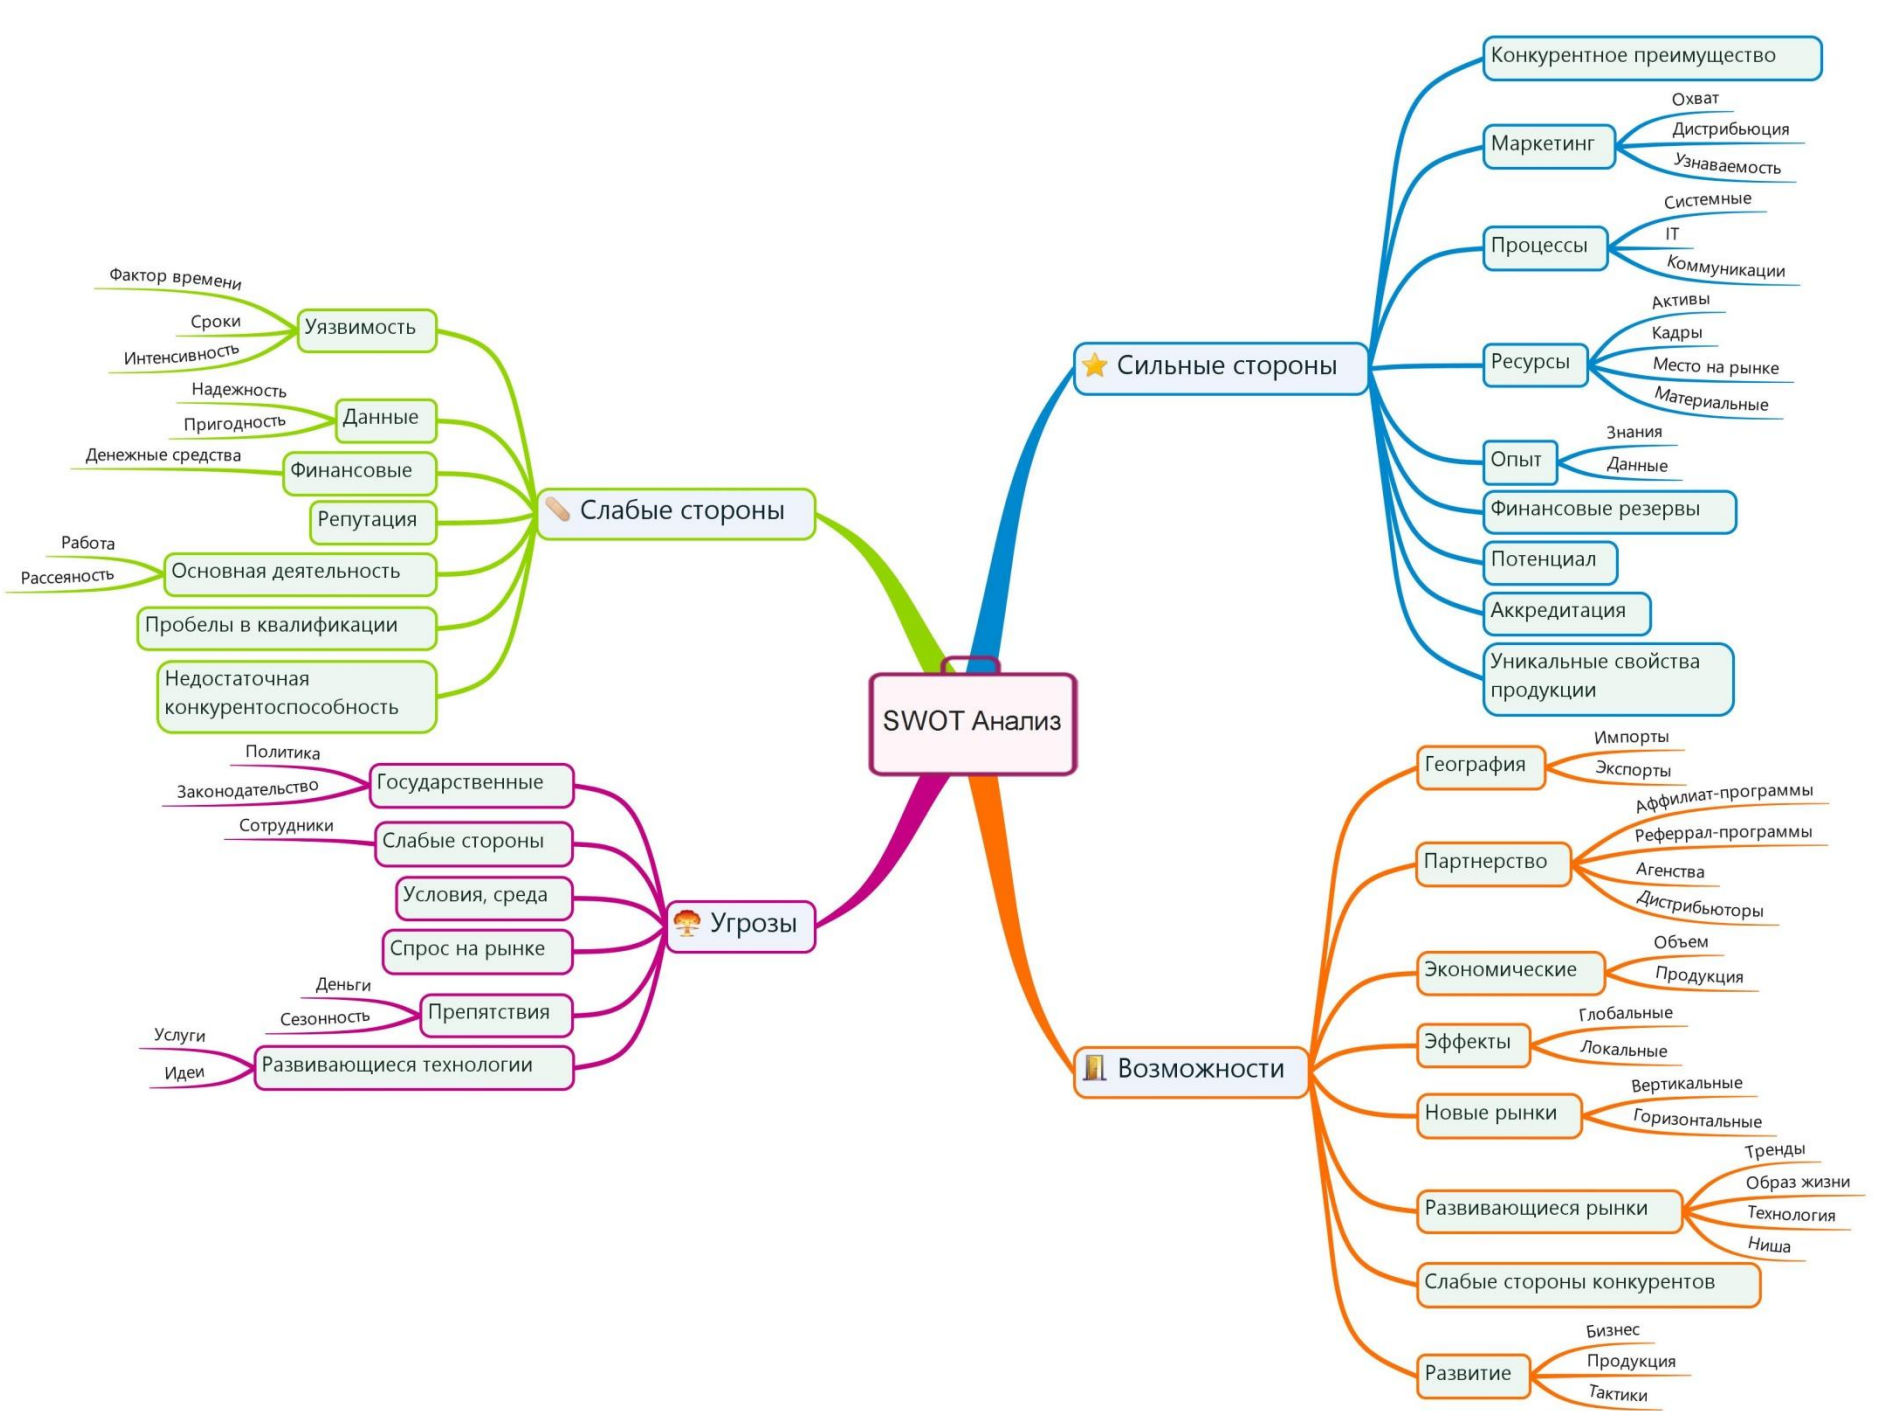 SWOT Анализ
Сильные стороны
Конкурентное преимущество
Маркетинг
Охват
Дистрибьюция
Узнаваемость
Процессы
Системные
IT
Коммуникации
Ресурсы
Активы
Кадры
Место на рынке
Материальные
Опыт
Знания
Данные
Финансовые резервы
Потенциал
Аккредитация
Уникальные свойства
продукции
Слабые стороны
Уязвимость
Фактор времени
Сроки
Интенсивность
Данные
Надежность
Пригодность
Финансовые
Денежные средства
Репутация
Основная деятельность
Работа
Рассеяность
Пробелы в квалификации
Недостаточная
конкурентоспособность
Угрозы
Государственные
Политика
Законодательство
Слабые стороны
Сотрудники
Условия, среда
Спрос на рынке
Препятствия
Деньги
Сезонность
Развивающиеся технологии
Услуги
Идеи
Возможности
География
Импорты
Экспорты
Партнерство
Аффилиат-программы
Реферрал-программы
Агенства
Дистрибьюторы
Экономические
Объем
Продукция
Эффекты
Глобальные
Локальные
Новые рынки
Вертикальные
Горизонтальные
Развивающиеся рынки
Тренды
Образ жизни
Технология
Ниша
Слабые стороны конкурентов
Развитие
Бизнес
Продукция
Тактики